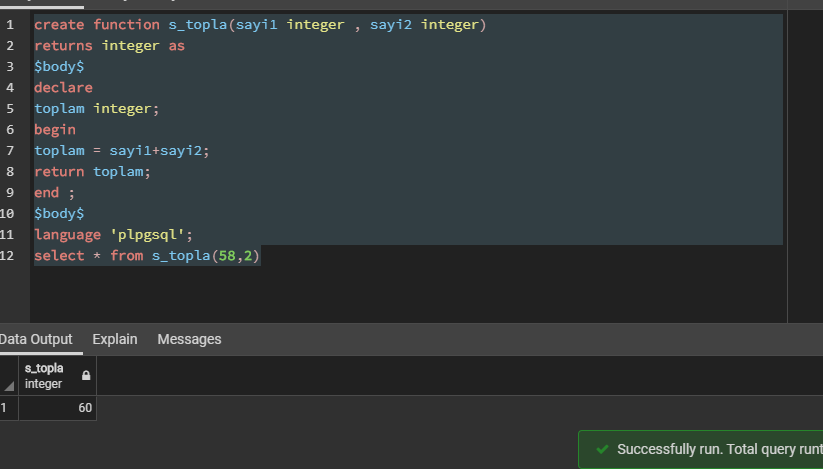 1 create function s_topla(sayi1 integer , sayi2 integer)
2 returns integer as
3 $body$
4 declare
5 toplam integer;
6 begin
7 toplam = sayi1+sayi2;
8 return toplam;
9 end ;
10 $body$
11 language 'plpgsql';
12 select * from s_topla(58,2)
Data Output Explain Messages
s_topla
integer
1 60
Successfully run. Total query runt